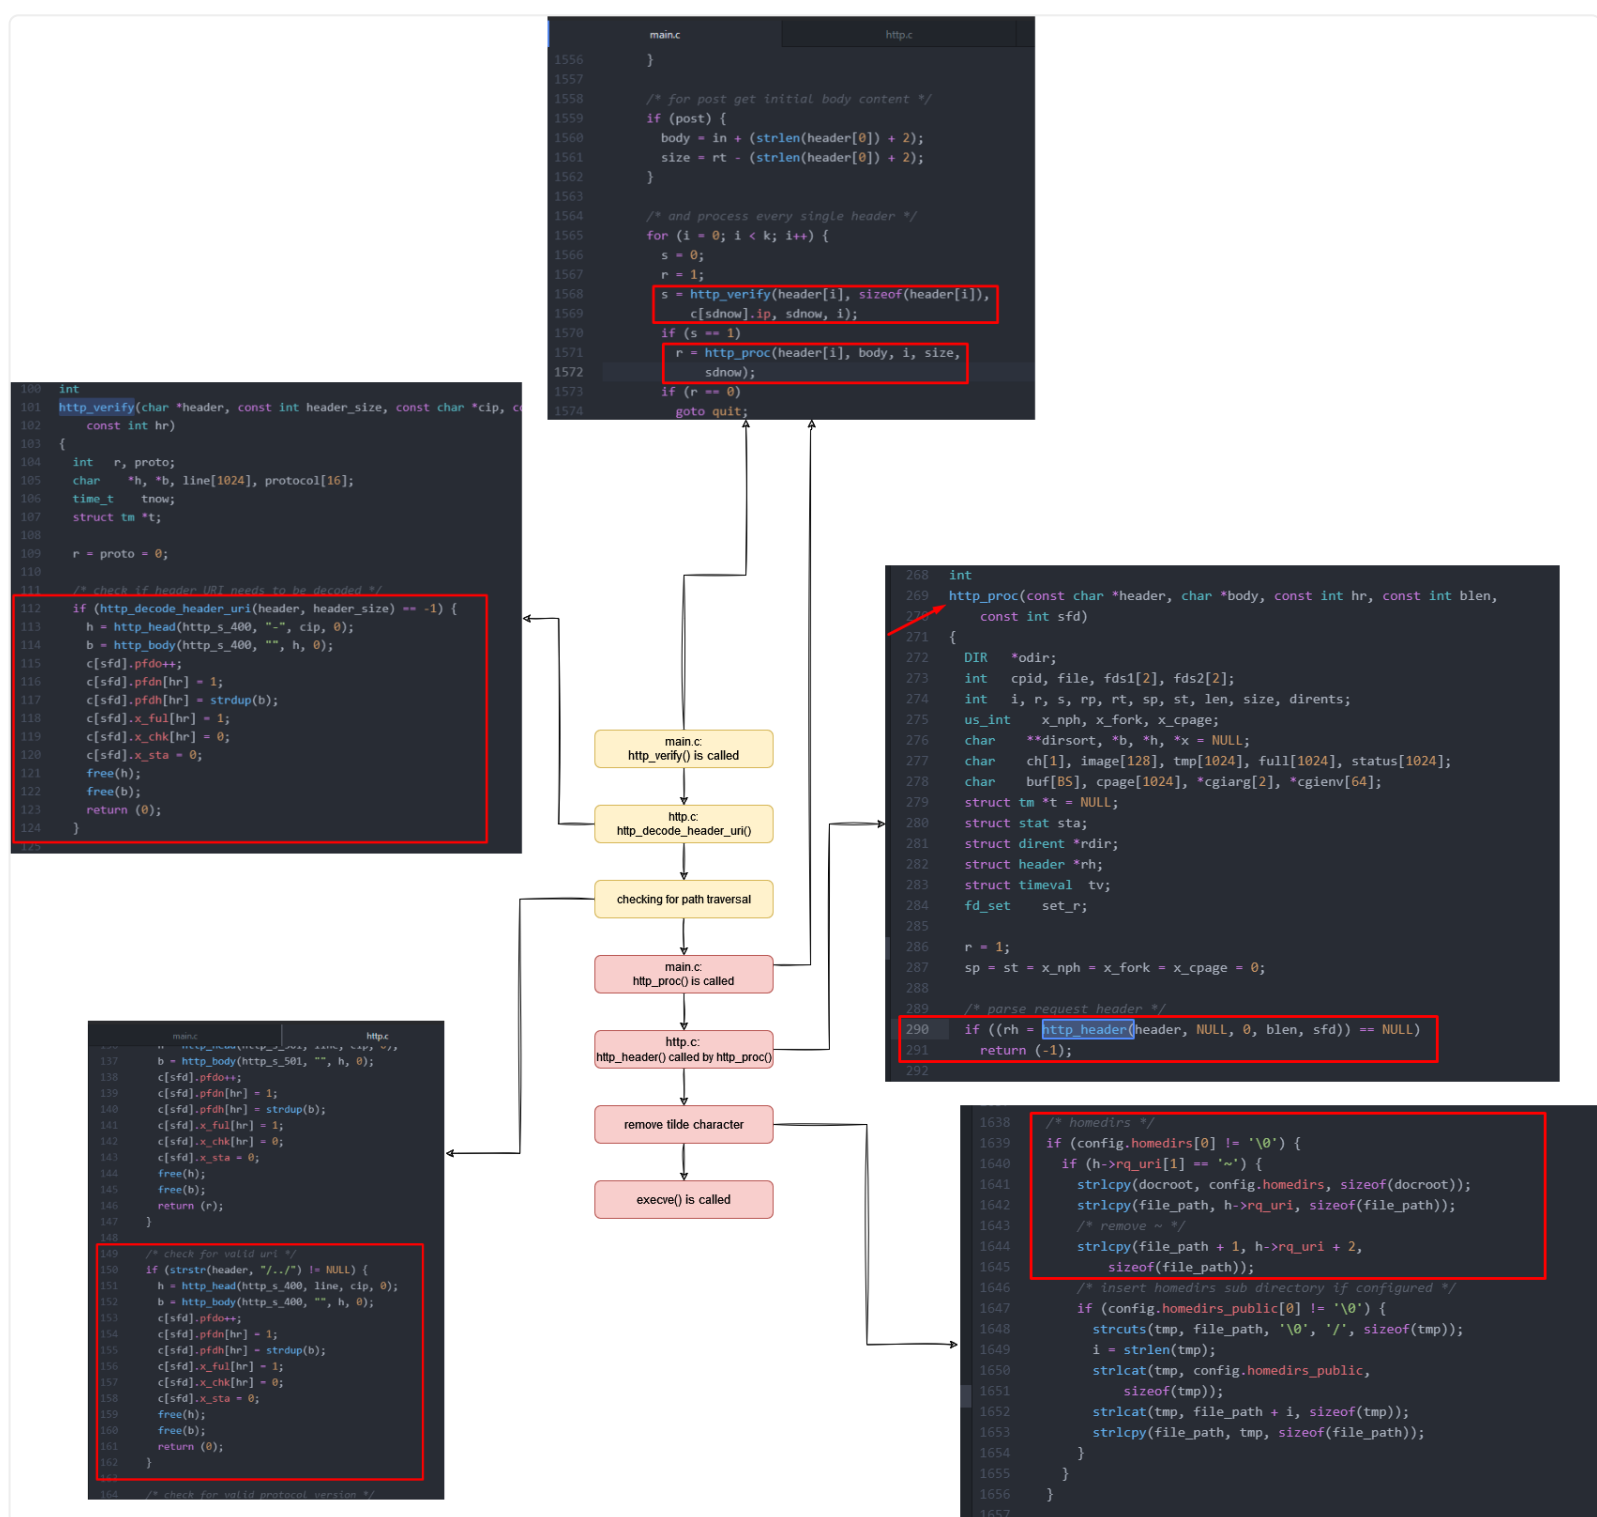 main.c http.c
1556 }
1557
1558 /* for post get initial body content */
1559 if (post) {
1560 body = in + (strlen(header[0]) + 2);
1561 size = rt - (strlen(header[0]) + 2);
1562 }
1563
1564 /* and process every single header */
1565 for (i = 0; i < k; i++) {
1566 s = 0;
1567 r = 1;
1568 s = http_verify(header[i], sizeof(header[i]),
1569 c[sdnow].ip, sdnow, i);
1570 if (s == 1)
1571 r = http_proc(header[i], body, i, size,
1572 sdnow);
1573 if (r == 0)
1574 goto quit;
100 int
101 http_verify(char *header, const int header_size, const char *cip, co
102 const int hr)
103 {
104 int r, proto;
105 char *h, *b, line[1024], protocol[16];
106 time_t tnow;
107 struct tm *t;
108
109 r = proto = 0;
110
111 /* check if header URI needs to be decoded */
112 if (http_decode_header_uri(header, header_size) == -1) {
113 h = http_head(http_s_400, "-", cip, 0);
114 b = http_body(http_s_400, "", h, 0);
115 c[sfd].pfdo++;
116 c[sfd].pfdn[hr] = 1;
117 c[sfd].pfdh[hr] = strdup(b);
118 c[sfd].x_ful[hr] = 1;
119 c[sfd].x_chk[hr] = 0;
120 c[sfd].x_sta = 0;
121 free(h);
122 free(b);
123 return (0);
124 }
125
main.c:
http_verify() is called
http.c:
http_decode_header_uri()
checking for path traversal
main.c:
http_proc() is called
http.c:
http_header() called by http_proc()
remove tilde character
execve() is called
268 int
269 http_proc(const char *header, char *body, const int hr, const int blen,
270 const int sfd)
271 {
272 DIR *odir;
273 int cpid, file, fds1[2], fds2[2];
274 int i, r, s, rp, rt, sp, st, len, size, dirents;
275 us_int x_nph, x_fork, x_cpage;
276 char **dirsort, *b, *h, *x = NULL;
277 char ch[1], image[128], tmp[1024], full[1024], status[1024];
278 char buf[BS], cpage[1024], *cgiarg[2], *cgienv[64];
279 struct tm *t = NULL;
280 struct stat sta;
281 struct dirent *rdir;
282 struct header *rh;
283 struct timeval tv;
284 fd_set set_r;
285
286 r = 1;
287 sp = st = x_nph = x_fork = x_cpage = 0;
288
289 /* parse request header */
290 if ((rh = http_header(header, NULL, 0, blen, sfd)) == NULL)
291 return (-1);
292
main.c http.c
136 h = http_head(http_s_501, line, cip, 0);
137 b = http_body(http_s_501, "", h, 0);
138 c[sfd].pfdo++;
139 c[sfd].pfdn[hr] = 1;
140 c[sfd].pfdh[hr] = strdup(b);
141 c[sfd].x_ful[hr] = 1;
142 c[sfd].x_chk[hr] = 0;
143 c[sfd].x_sta = 0;
144 free(h);
145 free(b);
146 return (r);
147 }
148
149 /* check for valid uri */
150 if (strstr(header, "/../") != NULL) {
151 h = http_head(http_s_400, line, cip, 0);
152 b = http_body(http_s_400, "", h, 0);
153 c[sfd].pfdo++;
154 c[sfd].pfdn[hr] = 1;
155 c[sfd].pfdh[hr] = strdup(b);
156 c[sfd].x_ful[hr] = 1;
157 c[sfd].x_chk[hr] = 0;
158 c[sfd].x_sta = 0;
159 free(h);
160 free(b);
161 return (0);
162 }
163
164 /* check for valid protocol version */
1638 /* homedirs */
1639 if (config.homedirs[0] != '\0') {
1640 if (h->rq_uri[1] == '~') {
1641 strlcpy(docroot, config.homedirs, sizeof(docroot));
1642 strlcpy(file_path, h->rq_uri, sizeof(file_path));
1643 /* remove ~ */
1644 strlcpy(file_path + 1, h->rq_uri + 2,
1645 sizeof(file_path));
1646 /* insert homedirs sub directory if configured */
1647 if (config.homedirs_public[0] != '\0') {
1648 strcuts(tmp, file_path, '\0', '/', sizeof(tmp));
1649 i = strlen(tmp);
1650 strlcat(tmp, config.homedirs_public,
1651 sizeof(tmp));
1652 strlcat(tmp, file_path + i, sizeof(tmp));
1653 strlcpy(file_path, tmp, sizeof(file_path));
1654 }
1655 }
1656 }
1657